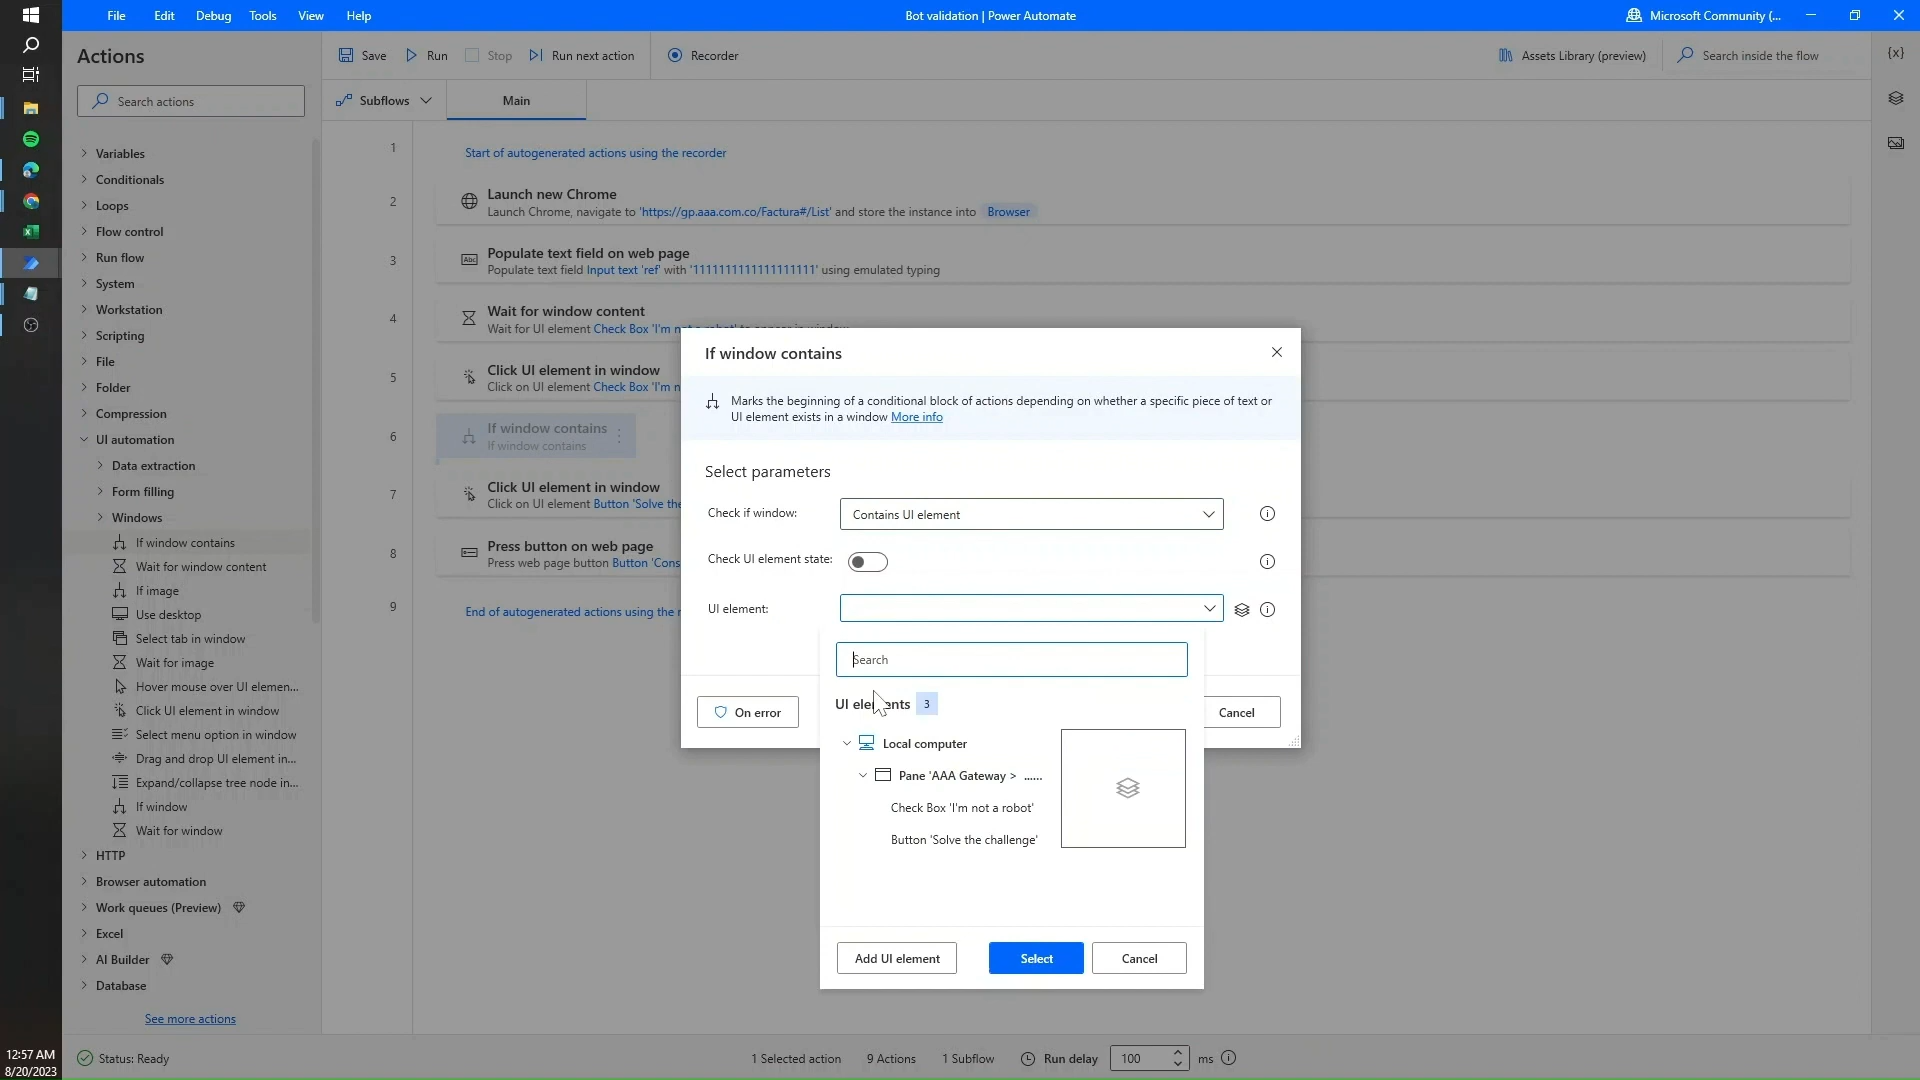 File Edit Debug Tools View Help
Bot validation | Power Automate
Microsoft Community (...
Actions
Search actions
Save Run Stop Run next action Recorder
Assets Library (preview) Search inside the flow
{x}
Subflows Main
Variables
Conditionals
Loops
Flow control
Run flow
System
Workstation
Scripting
File
Folder
Compression
UI automation
Data extraction
Form filling
Windows
If window contains
Wait for window content
If image
Use desktop
Select tab in window
Wait for image
Hover mouse over UI elemen...
Click UI element in window
Select menu option in window
Drag and drop UI element in...
Expand/collapse tree node in...
If window
Wait for window
HTTP
Browser automation
Work queues (Preview)
Excel
AI Builder
Database
See more actions
1 Start of autogenerated actions using the recorder
2 Launch new Chrome
Launch Chrome, navigate to 'https://gp.aaa.com.co/Factura#/List' and store the instance into Browser
3 Abc Populate text field on web page
Populate text field Input text 'ref' with '1111111111111111111' using emulated typing
4 Wait for window content
Wait for UI element Check Box 'I'm not a robot' to appear in window
5 Click UI element in window
Click on UI element Check Box 'I'm n
6 If window contains
If window contains
7 Click UI element in window
Click on UI element Button 'Solve the
8 Press button on web page
Press web page button Button 'Cons
9 End of autogenerated actions using the r
If window contains
Marks the beginning of a conditional block of actions depending on whether a specific piece of text or
UI element exists in a window More info
Select parameters
Check if window: Contains UI element
Check UI element state:
UI element:
On error
Cancel
Search
UI elements 3
Local computer
Pane 'AAA Gateway > ......
Check Box 'I'm not a robot'
Button 'Solve the challenge'
Add UI element Select Cancel
12:57 AM
8/20/2023
Status: Ready 1 Selected action 9 Actions 1 Subflow Run delay 100 ms